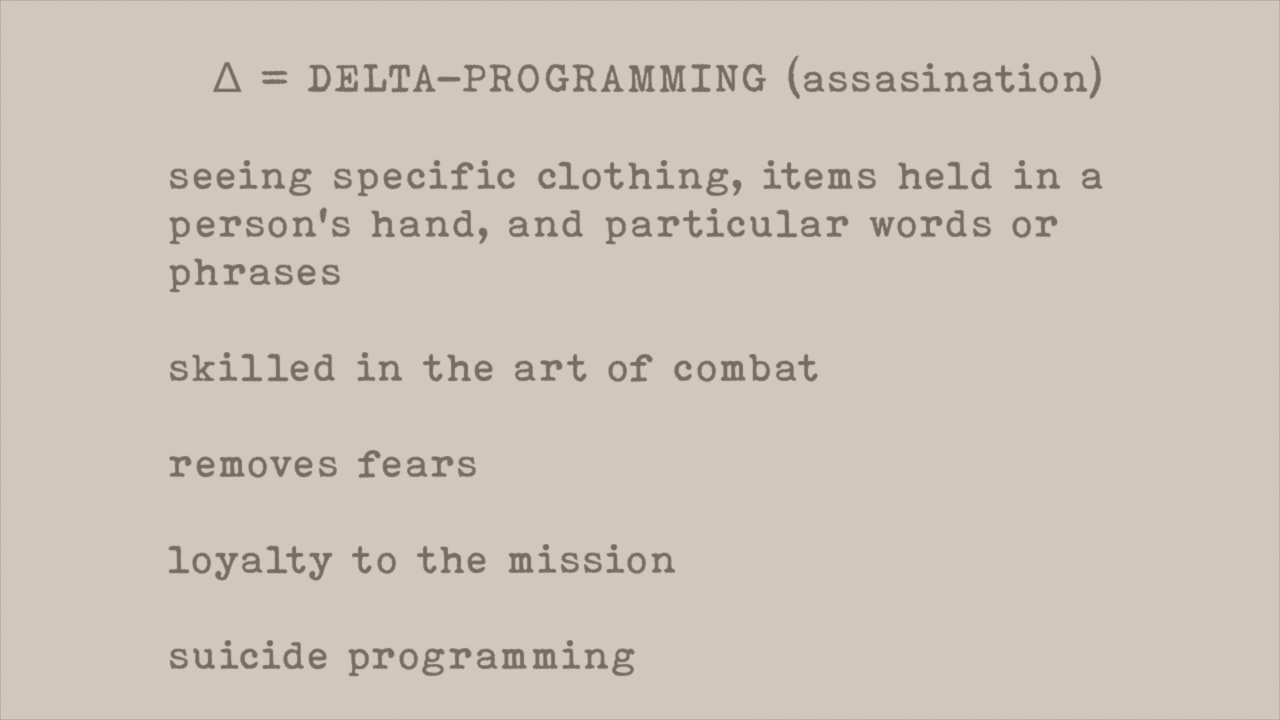 Δ = DELTA-PROGRAMMING (assasination)
seeing specific clothing, items held in a
person's hand, and particular words or
phrases
skilled in the art of combat
removes fears
loyalty to the mission
suicide programming